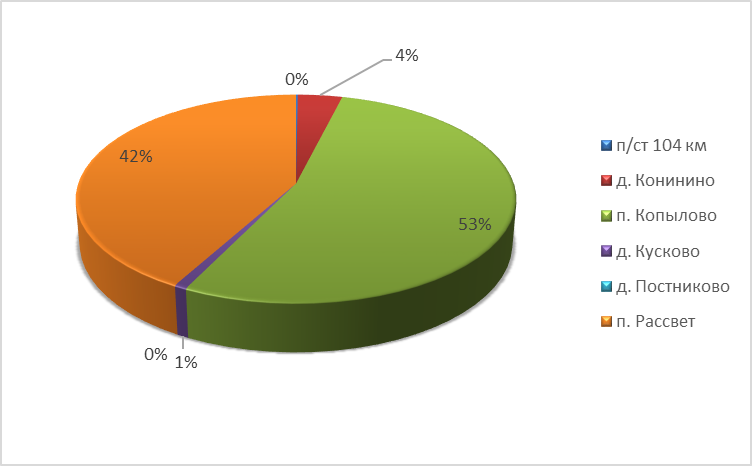 4%
0%
42%
53%
0%
1%
п/ст 104 км
д. Конинино
п. Копылово
д. Кусково
д. Постниково
п. Рассвет